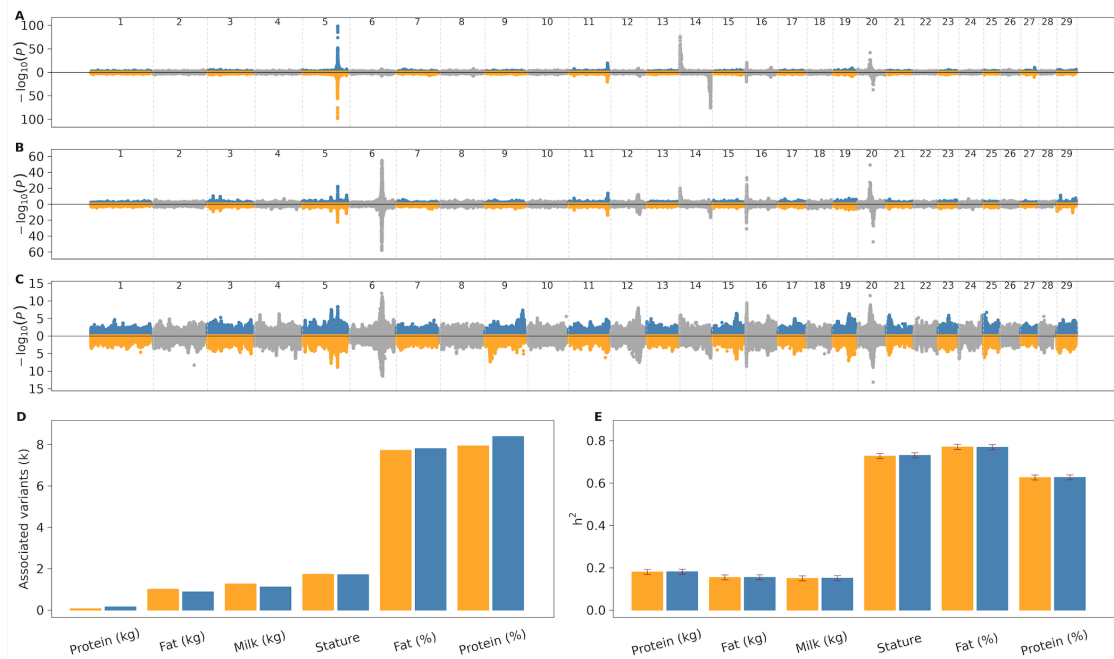 A
1 2 3 4 5 6 7 8 9 10 11 12 13 14 15 16 17 18 19 20 21 22 23 24 25 26 27 28 29
100
50
0
50
100
− log₁₀(P)
B
1 2 3 4 5 6 7 8 9 10 11 12 13 14 15 16 17 18 19 20 21 22 23 24 25 26 27 28 29
60
40
20
0
20
40
60
− log₁₀(P)
C
1 2 3 4 5 6 7 8 9 10 11 12 13 14 15 16 17 18 19 20 21 22 23 24 25 26 27 28 29
15
10
5
0
5
10
15
− log₁₀(P)
D
8
6
4
2
0
Associated variants (k)
Protein (kg) Fat (kg) Milk (kg) Stature Fat (%) Protein (%)
E
0.8
0.6
0.4
0.2
0.0
h²
Protein (kg) Fat (kg) Milk (kg) Stature Fat (%) Protein (%)